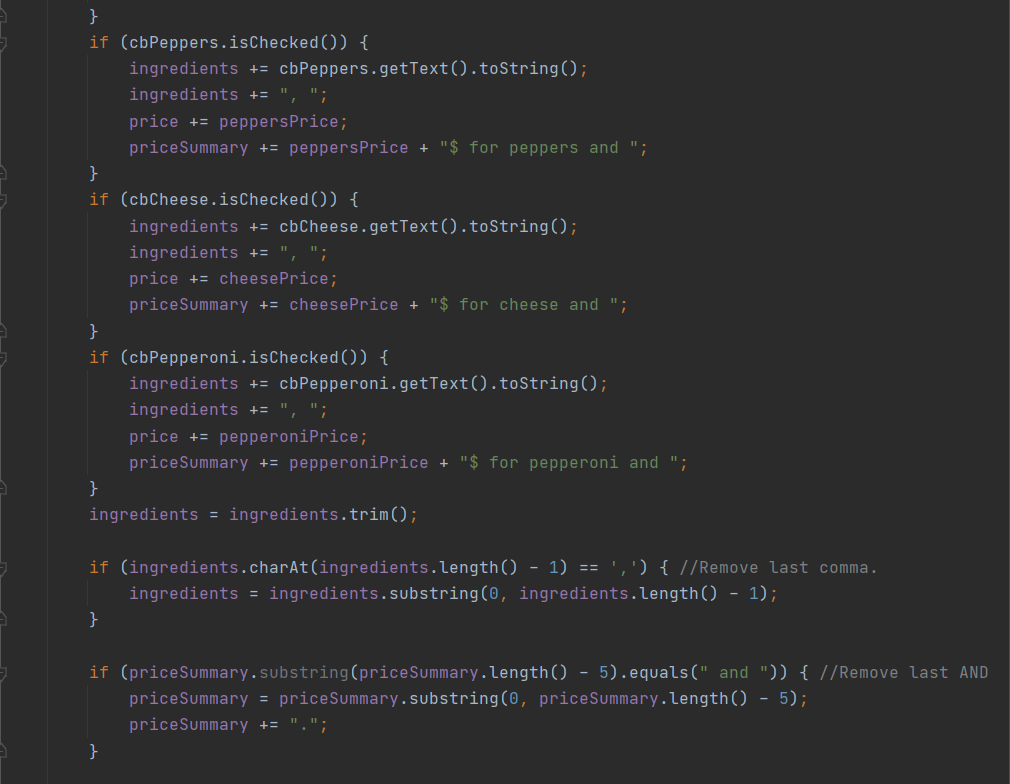 }
if (cbPeppers.isChecked()) {
ingredients += cbPeppers.getText().toString();
ingredients += ", ";
price += peppersPrice;
priceSummary += peppersPrice + "$ for peppers and ";
}
if (cbCheese.isChecked()) {
ingredients += cbCheese.getText().toString();
ingredients += ", ";
price += cheesePrice;
priceSummary += cheesePrice + "$ for cheese and ";
}
if (cbPepperoni.isChecked()) {
ingredients += cbPepperoni.getText().toString();
ingredients += ", ";
price += pepperoniPrice;
priceSummary += pepperoniPrice + "$ for pepperoni and ";
}
ingredients = ingredients.trim();
if (ingredients.charAt(ingredients.length() - 1) == ',') { //Remove last comma.
ingredients = ingredients.substring(0, ingredients.length() - 1);
}
if (priceSummary.substring(priceSummary.length() - 5).equals(" and ")) { //Remove last AND
priceSummary = priceSummary.substring(0, priceSummary.length() - 5);
priceSummary += ".";
}